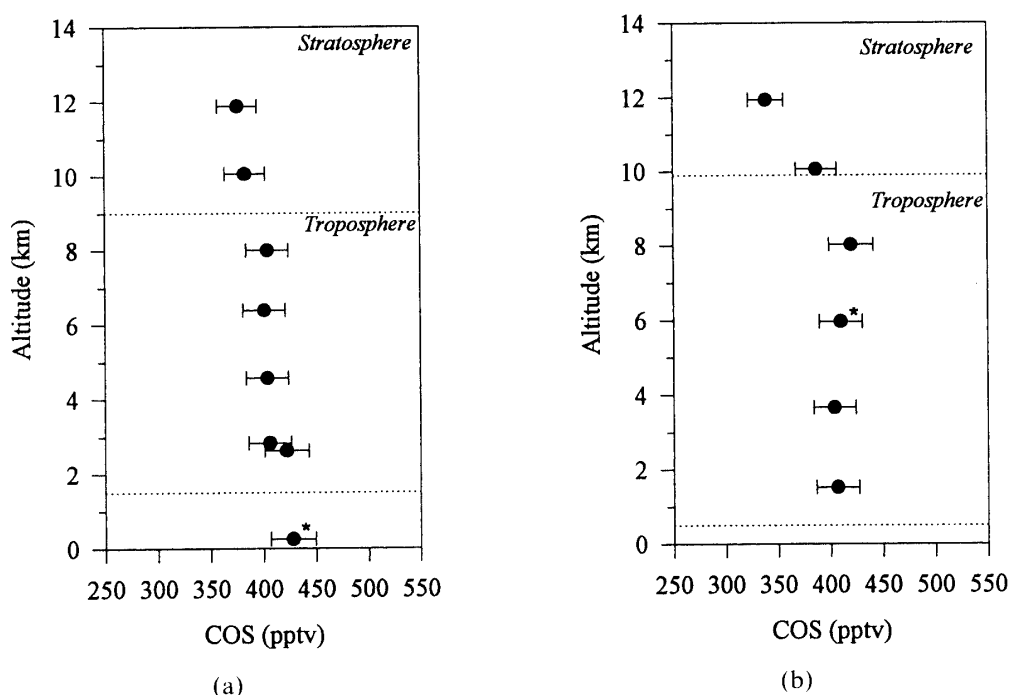 14
12
10
8
6
4
2
0
Altitude (km)
Stratosphere
Troposphere
*
250 300 350 400 450 500 550
COS (pptv)
(a)
14
12
10
8
6
4
2
0
Altitude (km)
Stratosphere
Troposphere
*
250 300 350 400 450 500 550
COS (pptv)
(b)